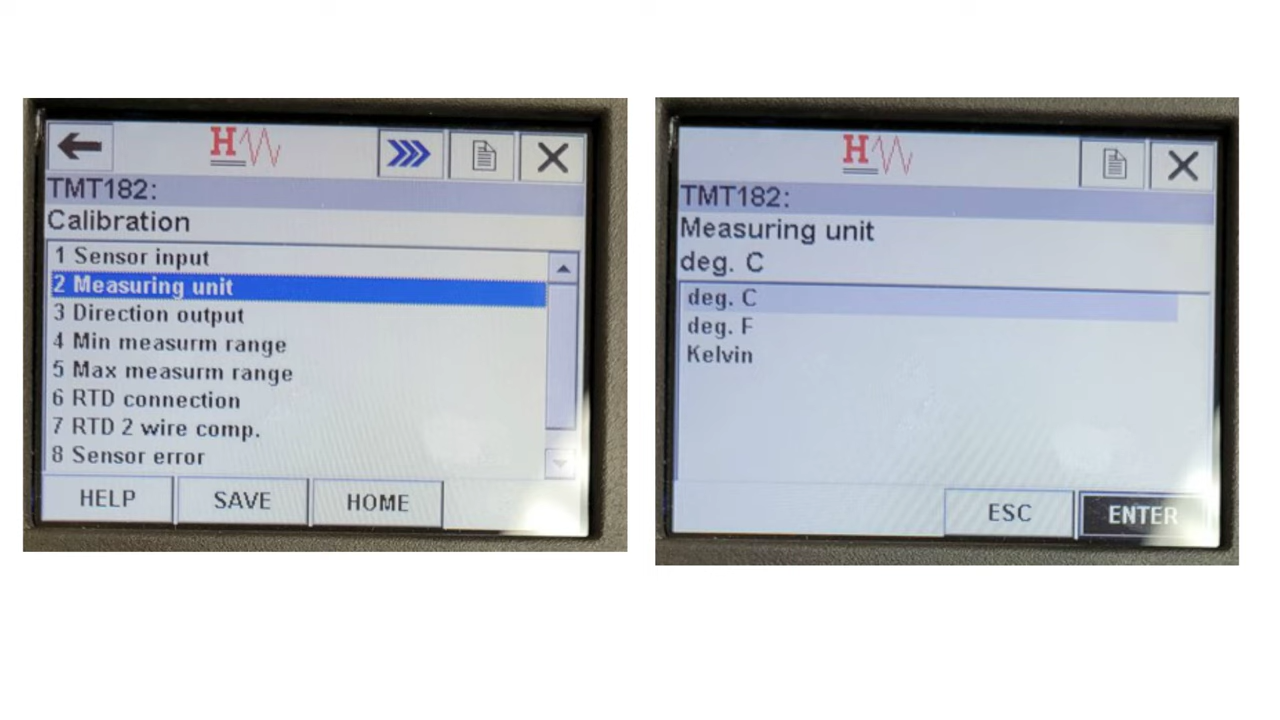 H
TMT182:
Calibration
1 Sensor input
2 Measuring unit
3 Direction output
4 Min measurm range
5 Max measurm range
6 RTD connection
7 RTD 2 wire comp.
8 Sensor error
HELP
SAVE
HOME
H
TMT182:
Measuring unit
deg. C
deg. C
deg. F
Kelvin
ESC
ENTER